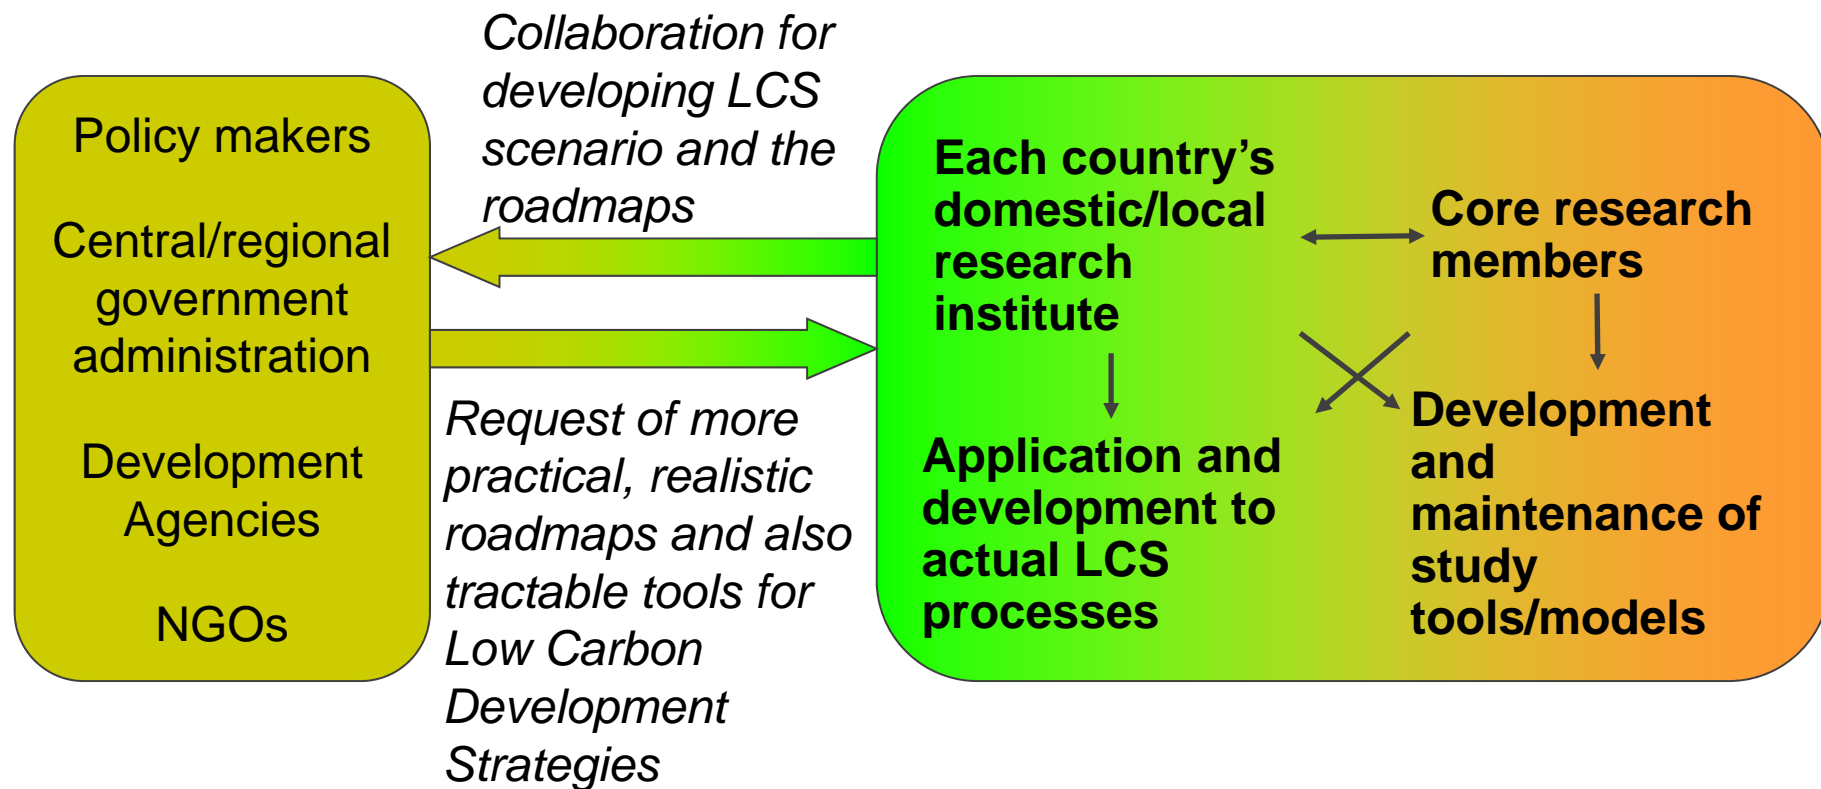 Policy makers
Central/regional
government
administration
Development
Agencies
NGOs
Collaboration for
developing LCS
scenario and the
roadmaps
Request of more
practical, realistic
roadmaps and also
tractable tools for
Low Carbon
Development
Strategies
Each country’s
domestic/local
research
institute
Core research
members
Application and
development to
actual LCS
processes
Development
and
maintenance of
study
tools/models